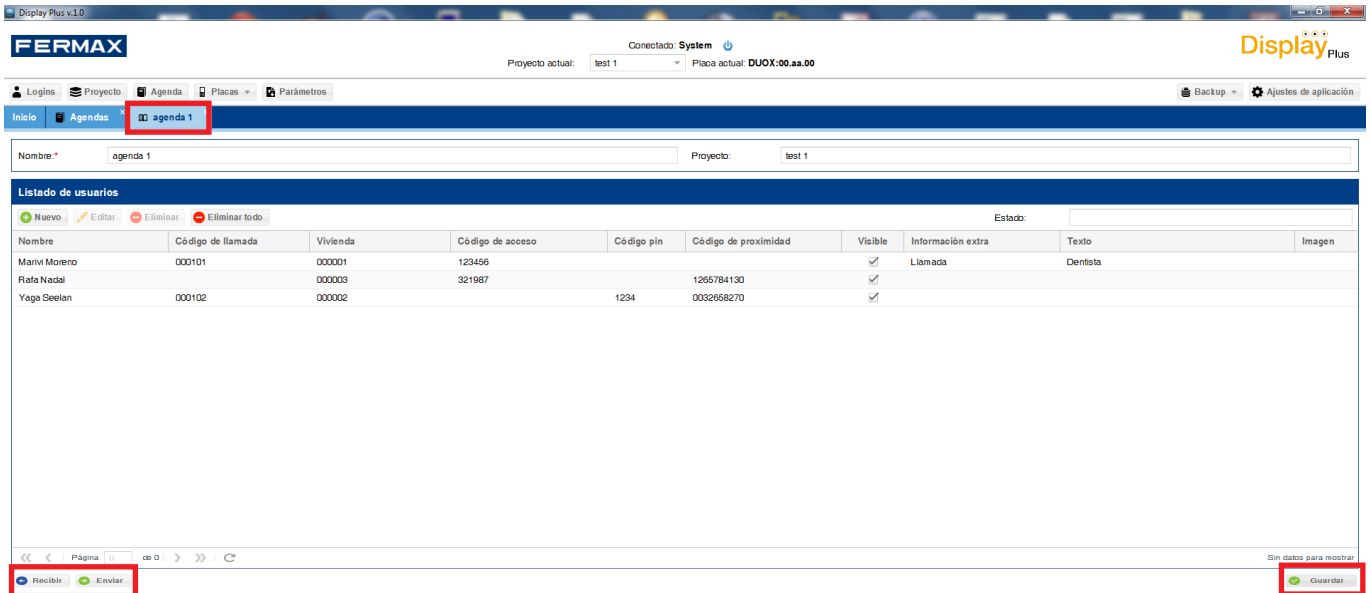 Display Plus v.1.0
FERMAX
Conectado: System
Display Plus
Proyecto actual: test 1 Placa actual: DUOX:00.aa.00
Logins Proyecto Agenda Placas Parámetros Backup Ajustes de aplicación
Inicio Agendas agenda 1
Nombre:* agenda 1 Proyecto: test 1
Listado de usuarios
Nuevo Editar Eliminar Eliminar todo Estado:
Nombre Código de llamada Vivienda Código de acceso Código pin Código de proximidad Visible Información extra Texto Imagen
Marivi Moreno 000101 000001 123456 Llamada Dentista
Rafa Nadal 000003 321987 1265784130
Yaga Seelan 000102 000002 1234 0032658270
Página 0 de 0 Sin datos para mostrar
Recibir Enviar Guardar